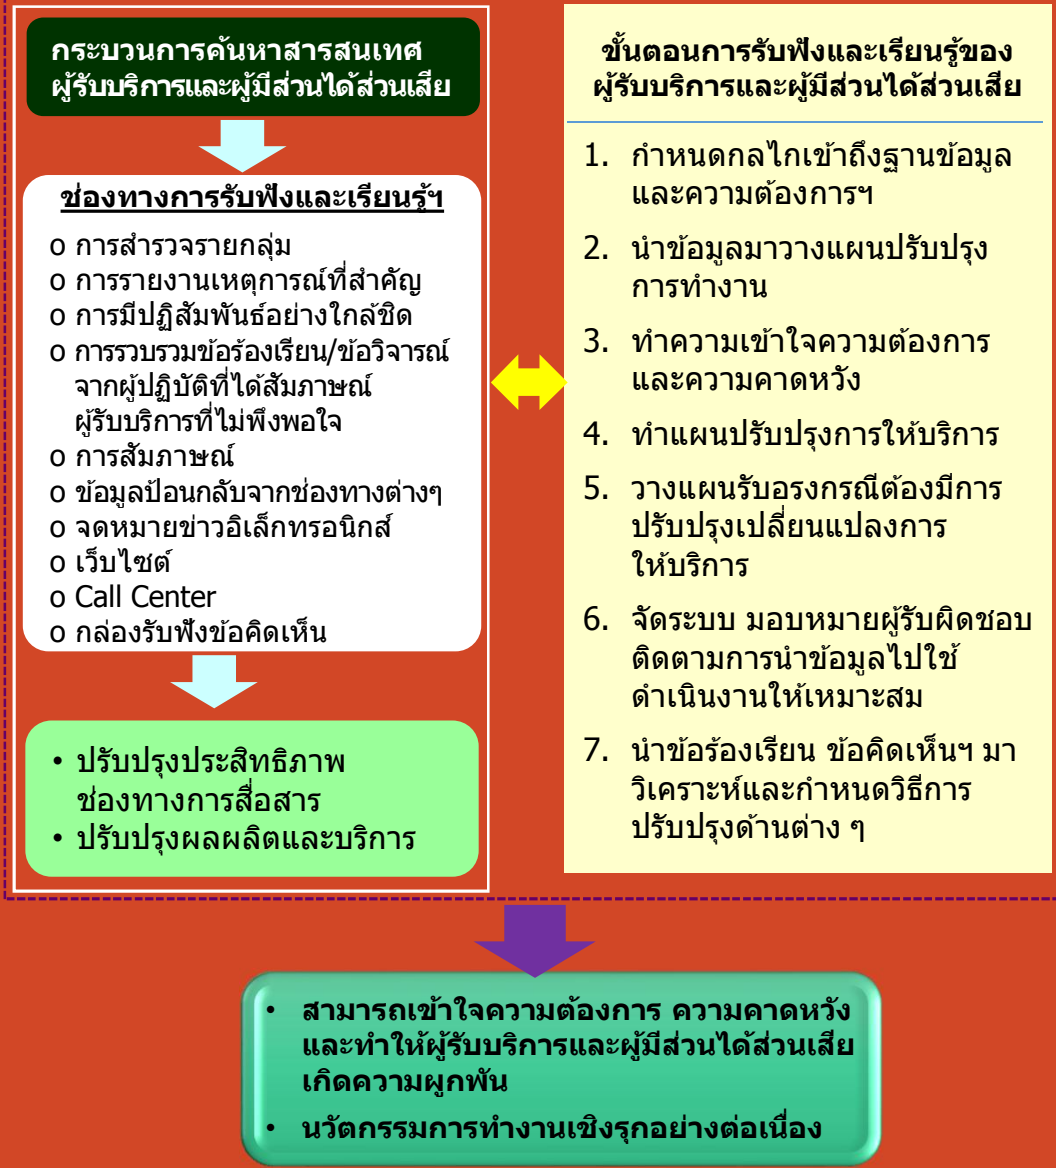 กระบวนการค้นหาสารสนเทศ
ผู้รับบริการและผู้มีส่วนได้ส่วนเสีย
ช่องทางการรับฟังและเรียนรู้ฯ
o การสำรวจรายกลุ่ม
o การรายงานเหตุการณ์ที่สำคัญ
o การมีปฏิสัมพันธ์อย่างใกล้ชิด
o การรวบรวมข้อร้องเรียน/ข้อวิจารณ์
จากผู้ปฏิบัติที่ได้สัมภาษณ์
ผู้รับบริการที่ไม่พึงพอใจ
o การสัมภาษณ์
o ข้อมูลป้อนกลับจากช่องทางต่างๆ
o จดหมายข่าวอิเล็กทรอนิกส์
o เว็บไซต์
o Call Center
o กล่องรับฟังข้อคิดเห็น
• ปรับปรุงประสิทธิภาพ
ช่องทางการสื่อสาร
• ปรับปรุงผลผลิตและบริการ
ขั้นตอนการรับฟังและเรียนรู้ของ
ผู้รับบริการและผู้มีส่วนได้ส่วนเสีย
1. กำหนดกลไกเข้าถึงฐานข้อมูล
และความต้องการฯ
2. นำข้อมูลมาวางแผนปรับปรุง
การทำงาน
3. ทำความเข้าใจความต้องการ
และความคาดหวัง
4. ทำแผนปรับปรุงการให้บริการ
5. วางแผนรับอรงกรณีต้องมีการ
ปรับปรุงเปลี่ยนแปลงการ
ให้บริการ
6. จัดระบบ มอบหมายผู้รับผิดชอบ
ติดตามการนำข้อมูลไปใช้
ดำเนินงานให้เหมาะสม
7. นำข้อร้องเรียน ข้อคิดเห็นฯ มา
วิเคราะห์และกำหนดวิธีการ
ปรับปรุงด้านต่าง ๆ
• สามารถเข้าใจความต้องการ ความคาดหวัง
และทำให้ผู้รับบริการและผู้มีส่วนได้ส่วนเสีย
เกิดความผูกพัน
• นวัตกรรมการทำงานเชิงรุกอย่างต่อเนื่อง